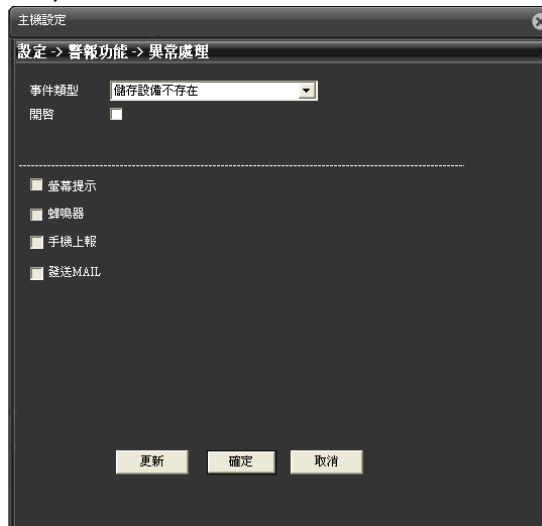 主機設定
設定 -> 警報功能 -> 異常處理
事件類型 儲存設備不存在
開啓
螢幕提示
蜂鳴器
手機上報
發送MAIL
更新 確定 取消